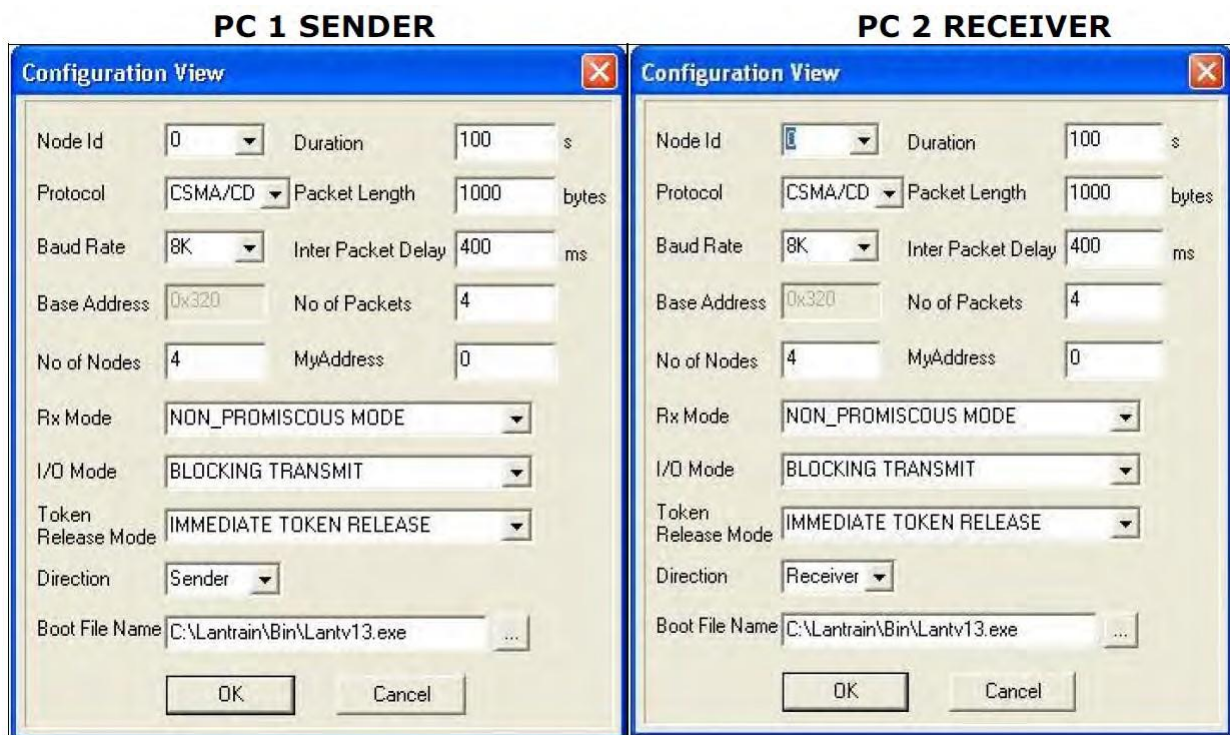 PC 1 SENDER
Configuration View
Node Id 0 Duration 100 s
Protocol CSMA/CD Packet Length 1000 bytes
Baud Rate 8K Inter Packet Delay 400 ms
Base Address 0x320 No of Packets 4
No of Nodes 4 MyAddress 0
Rx Mode NON_PROMISCOUS MODE
I/O Mode BLOCKING TRANSMIT
Token
Release Mode IMMEDIATE TOKEN RELEASE
Direction Sender
Boot File Name C:\Lantrain\Bin\Lantv13.exe ...
OK Cancel
PC 2 RECEIVER
Configuration View
Node Id 0 Duration 100 s
Protocol CSMA/CD Packet Length 1000 bytes
Baud Rate 8K Inter Packet Delay 400 ms
Base Address 0x320 No of Packets 4
No of Nodes 4 MyAddress 0
Rx Mode NON_PROMISCOUS MODE
I/O Mode BLOCKING TRANSMIT
Token
Release Mode IMMEDIATE TOKEN RELEASE
Direction Receiver
Boot File Name C:\Lantrain\Bin\Lantv13.exe ...
OK Cancel